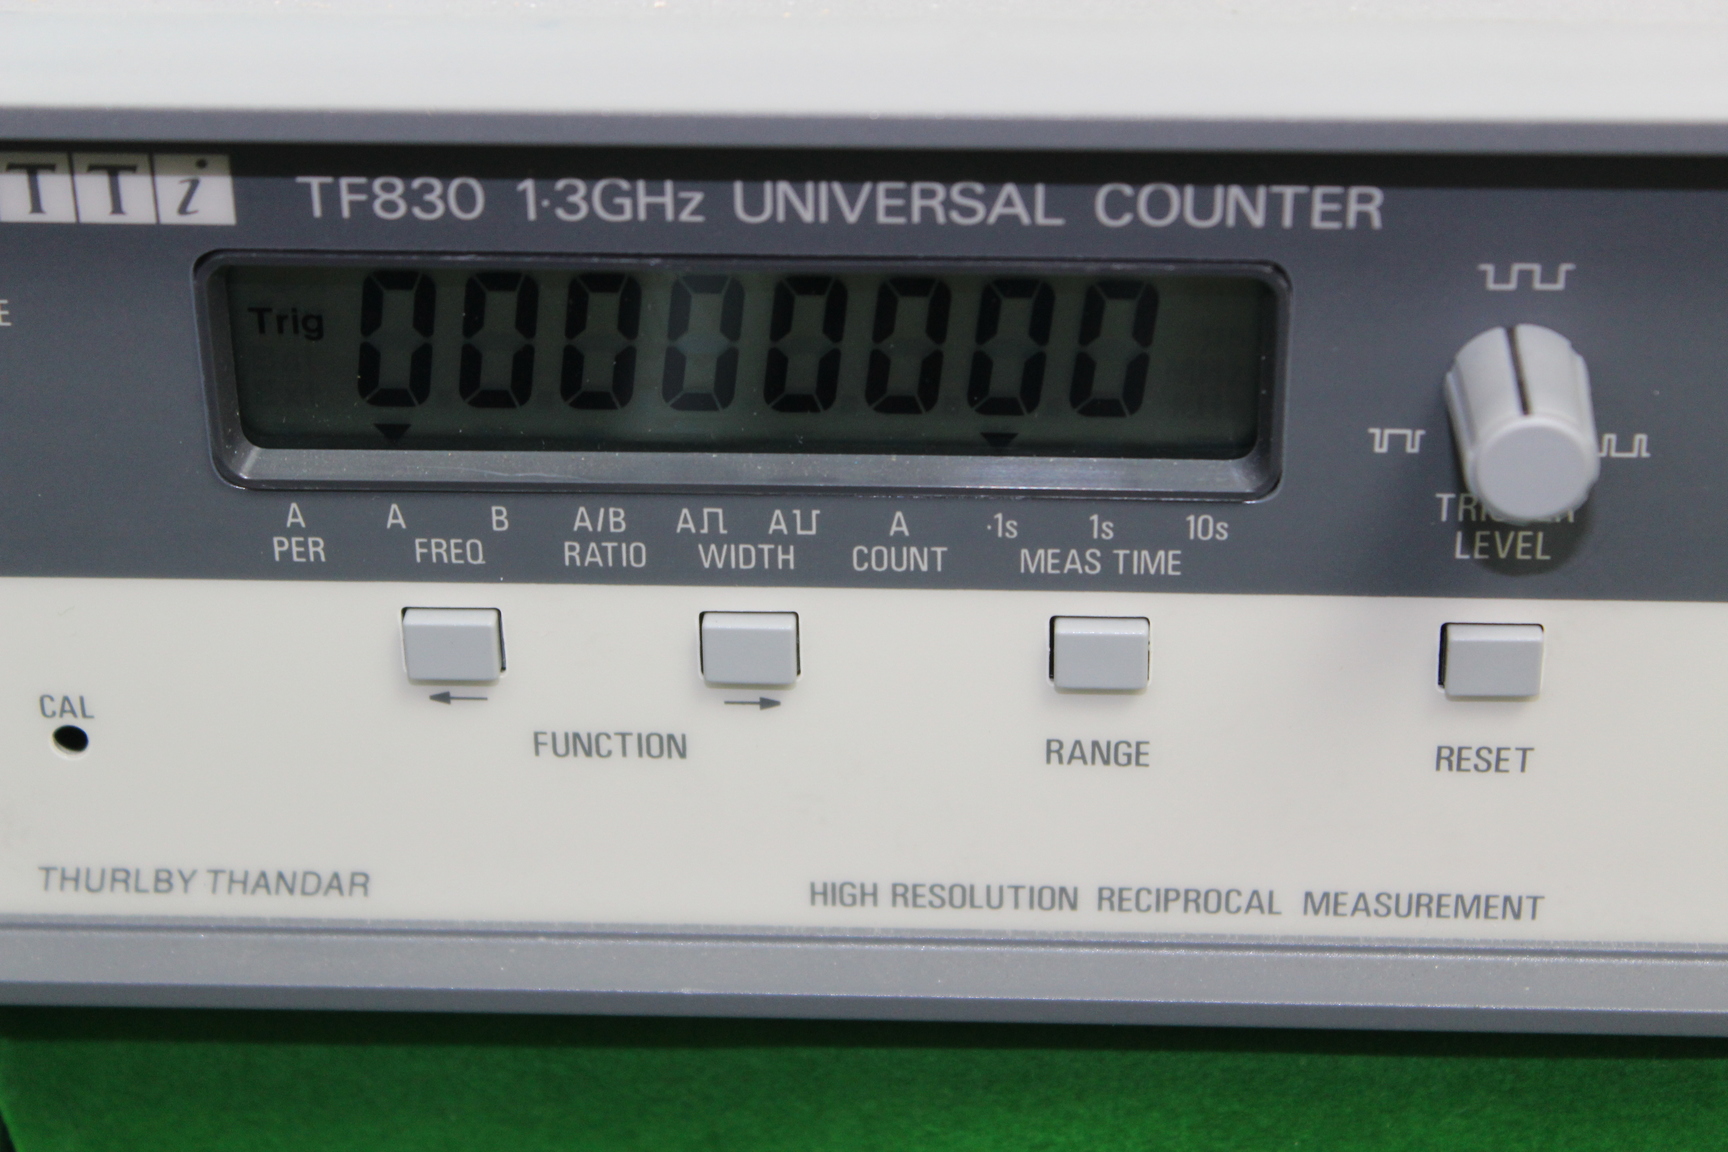 TTi TF830 1·3GHz UNIVERSAL COUNTER
E
Trig 00000000
A A B A/B A A A ·1s 1s 10s
PER FREQ RATIO WIDTH COUNT MEAS TIME
TRIGGER
LEVEL
CAL
FUNCTION RANGE RESET
THURLBY THANDAR
HIGH RESOLUTION RECIPROCAL MEASUREMENT